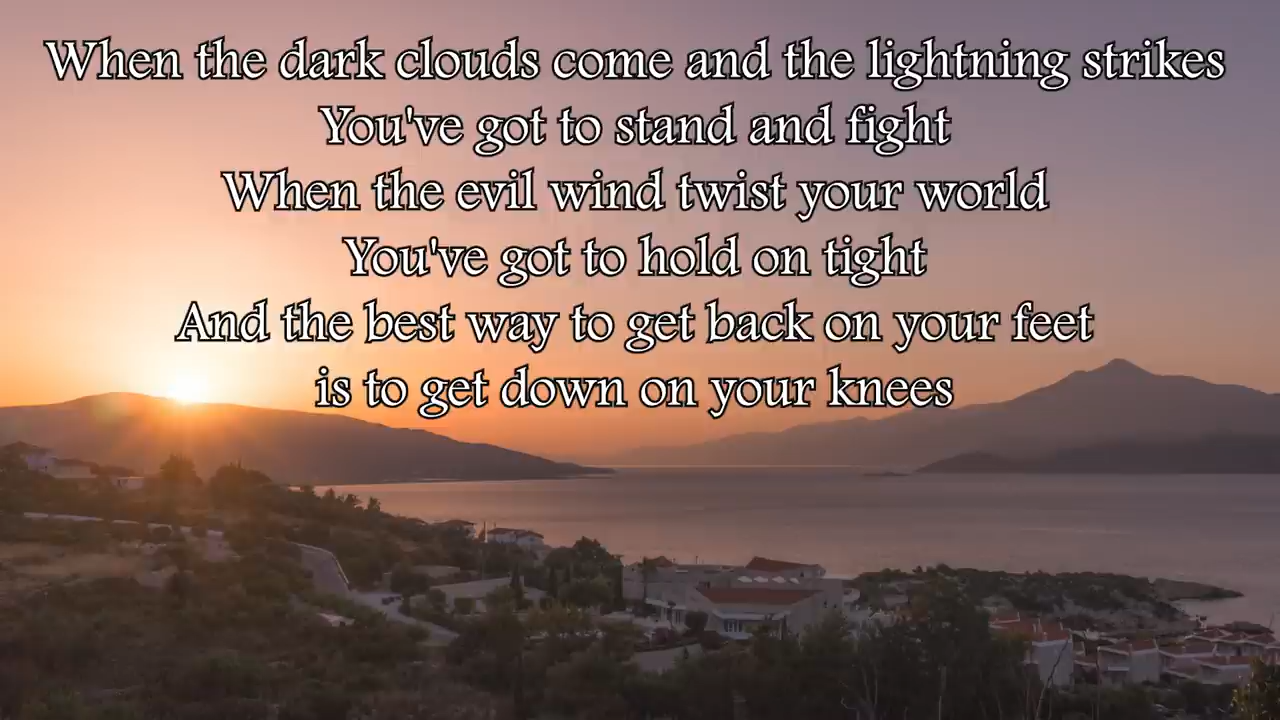 When the dark clouds come and the lightning strikes
You've got to stand and fight
When the evil wind twist your world
You've got to hold on tight
And the best way to get back on your feet
is to get down on your knees